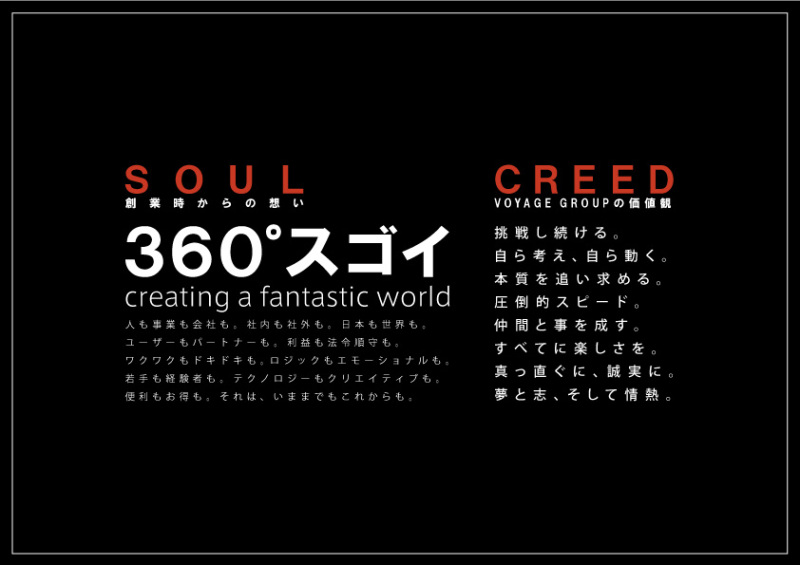 SOUL
創業時からの想い
360°スゴイ
creating a fantastic world
人も事業も会社も。社内も社外も。日本も世界も。
ユーザーもパートナーも。利益も法令順守も。
ワクワクもドキドキも。ロジックもエモーショナルも。
若手も経験者も。テクノロジーもクリエイティブも。
便利もお得も。それは、いままでもこれからも。
CREED
VOYAGE GROUPの価値観
挑戦し続ける。
自ら考え、自ら動く。
本質を追い求める。
圧倒的スピード。
仲間と事を成す。
すべてに楽しさを。
真っ直ぐに、誠実に。
夢と志、そして情熱。